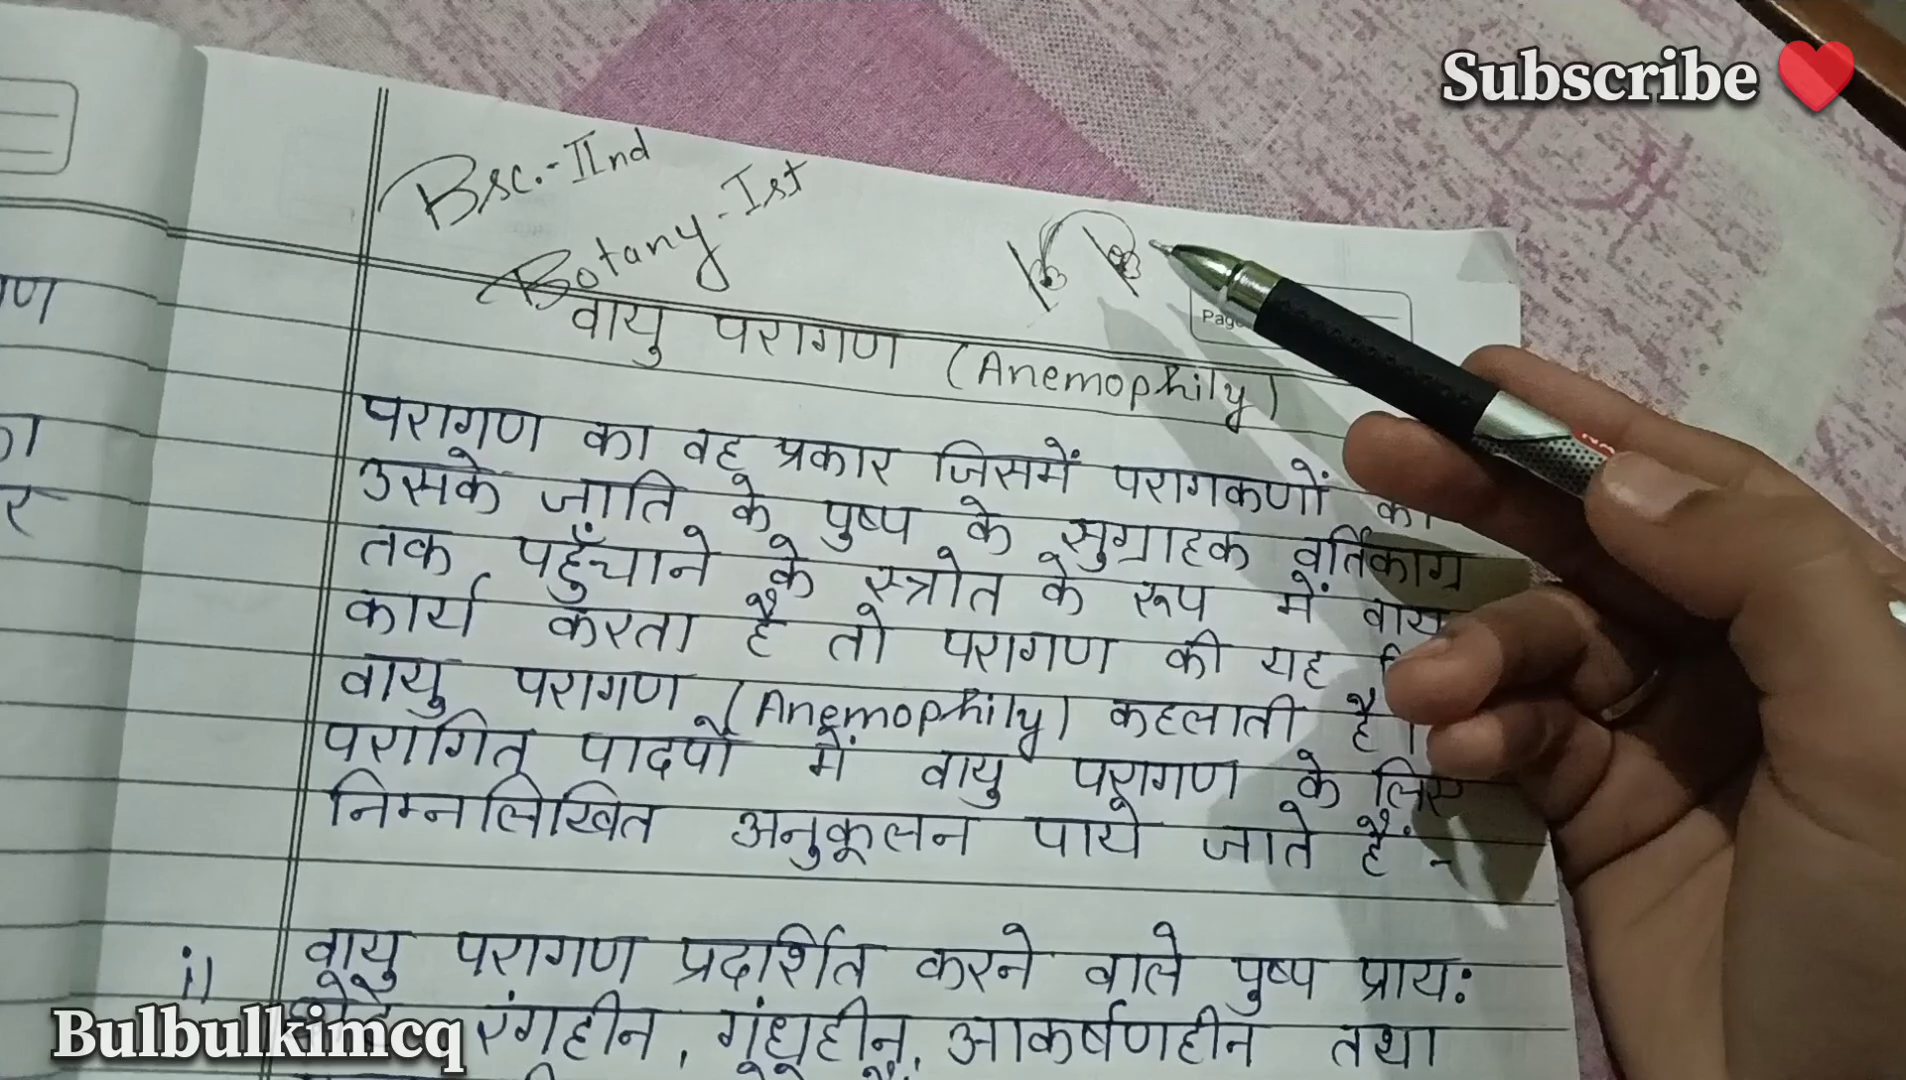 Subscribe
Bsc.-IInd
Botany-Ist
Page
वायु परागण (Anemophily)
परागण का वह प्रकार जिसमें परागकणों
उसके जाति के पुष्प के सुग्राहक वर्तिकाग्र
तक पहुँचाने के स्त्रोत के रूप में वायु
कार्य करता है तो परागण की यह
वायु परागण (Anemophily) कहलाती है।
परागित पादपों में वायु परागण के लिए
निम्नलिखित अनुकूलन पाये जाते हैं:-
i) वायु परागण प्रदर्शित करने वाले पुष्प प्राय:
रंगहीन, गंधहीन, आकर्षणहीन तथा
ण
का
र
Bulbulkimcq